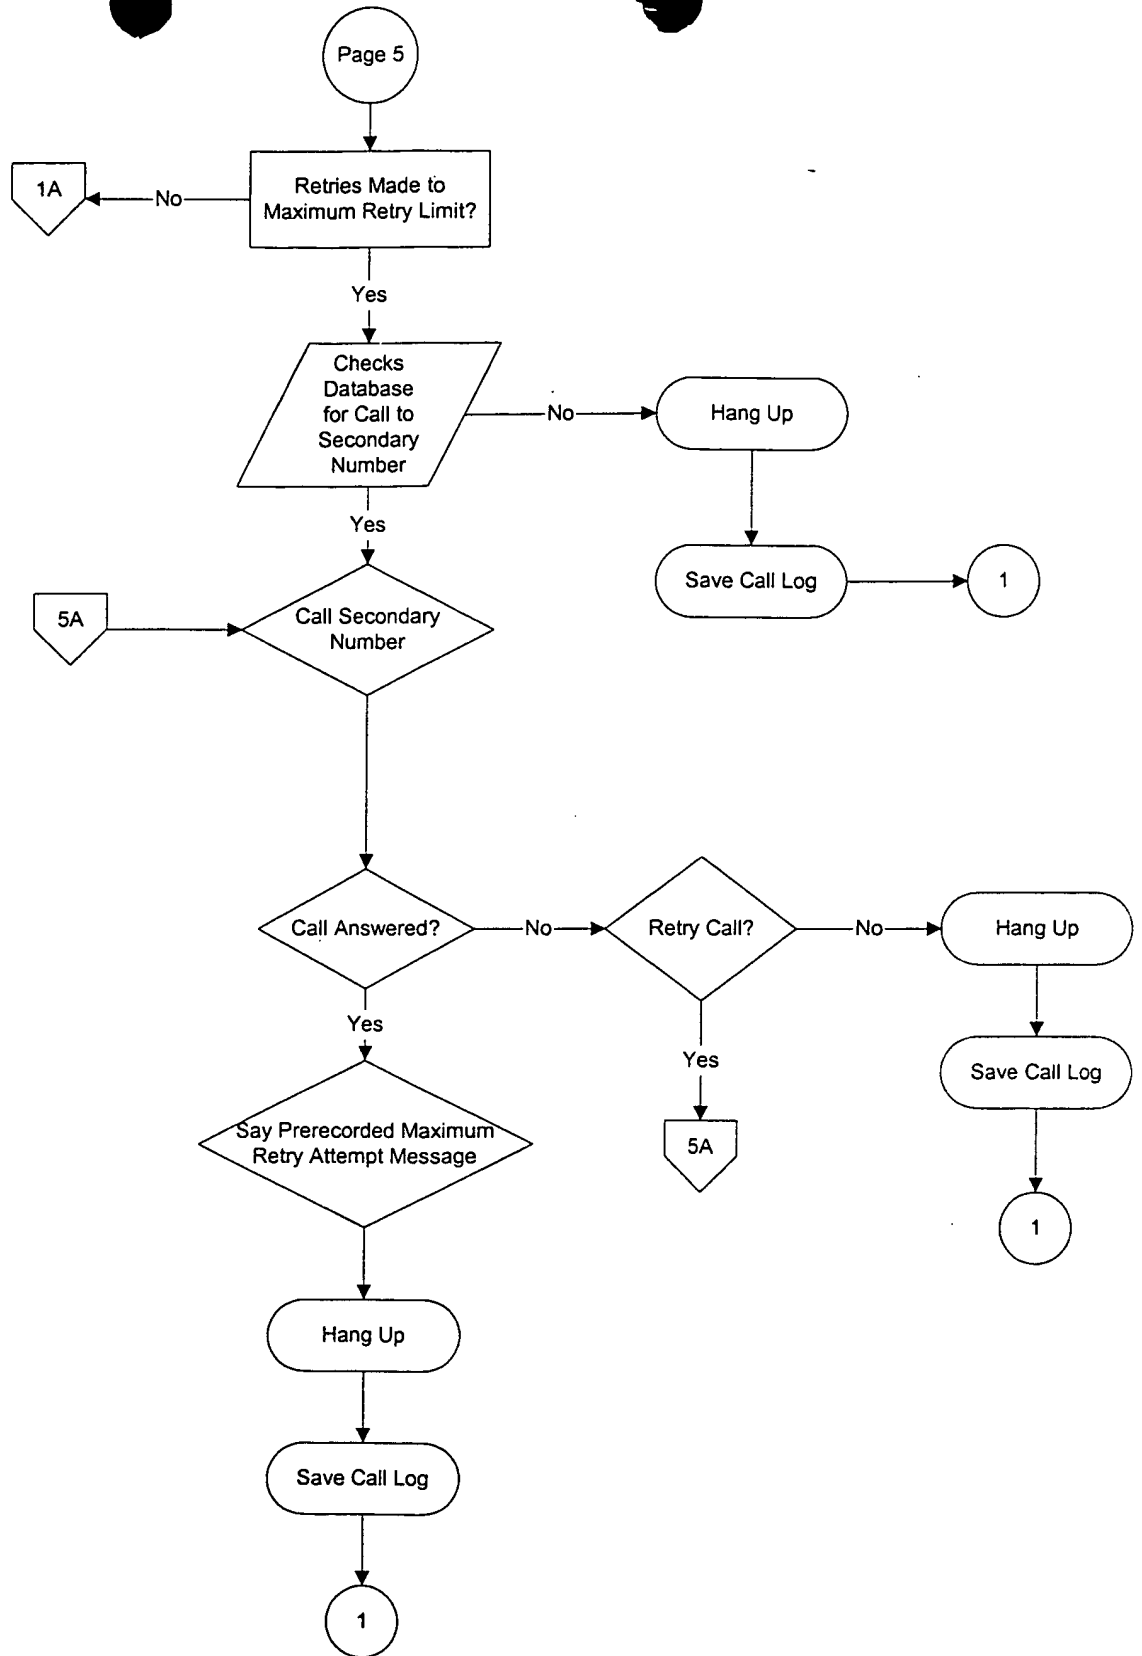 Page 5
1A
No
Retries Made to
Maximum Retry Limit?
Yes
Checks
Database
for Call to
Secondary
Number
No
Hang Up
Yes
Save Call Log
1
5A
Call Secondary
Number
Call Answered?
No
Retry Call?
No
Hang Up
Yes
Yes
Save Call Log
Say Prerecorded Maximum
Retry Attempt Message
5A
1
Hang Up
Save Call Log
1